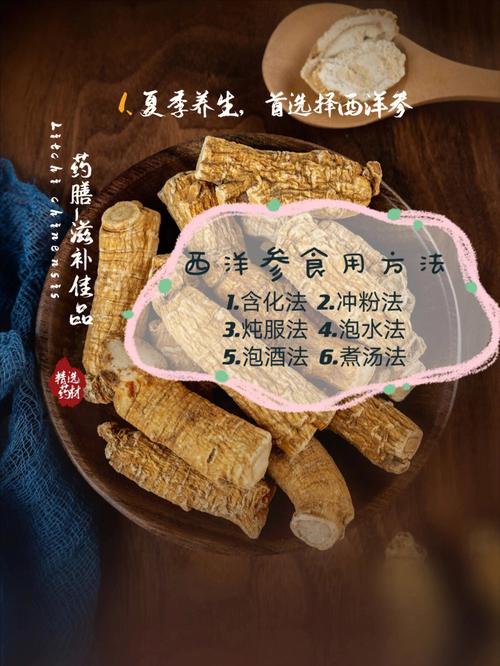 1、夏季养生，首选择西洋参
Litchi chinensis
药膳-滋补佳品
精选
药材
西洋参食用方法
1.含化法 2.冲粉法
3.炖服法 4.泡水法
5.泡酒法 6.煮汤法